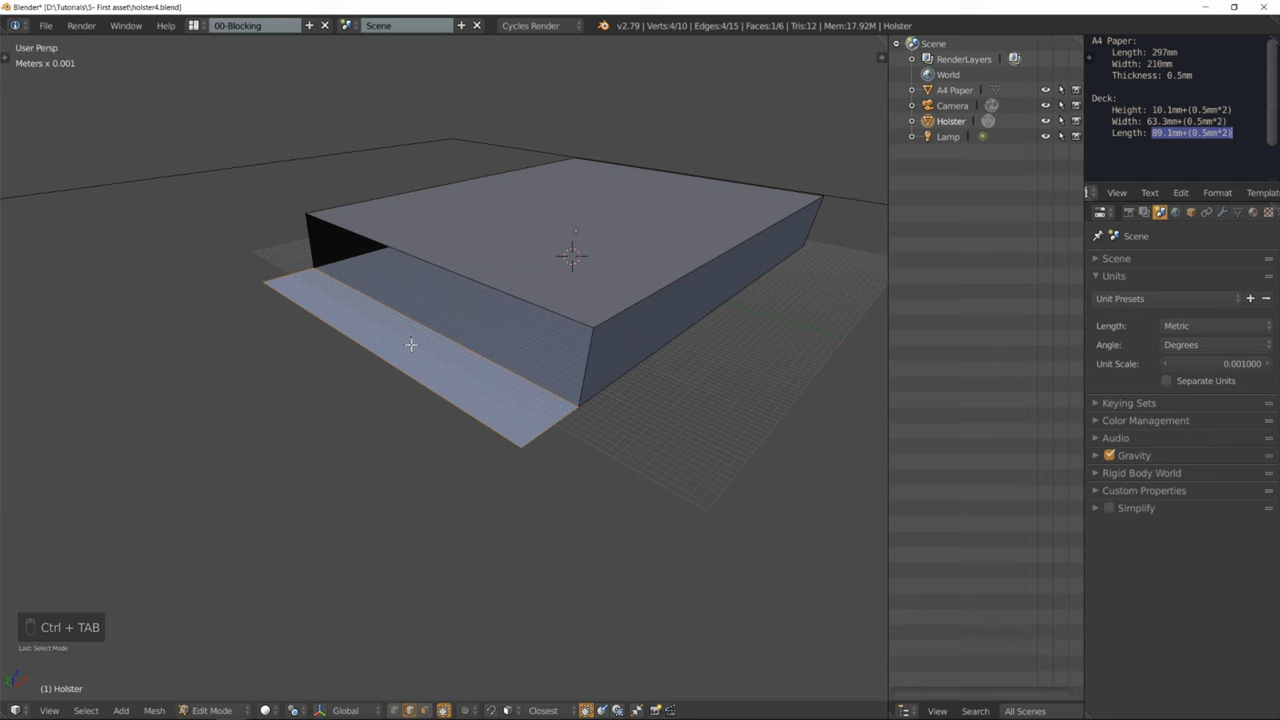 Blender* [D:\Tutorials\5- First asset\holster4.blend]
File Render Window Help 00-Blocking Scene Cycles Render v2.79 | Verts:4/10 | Edges:4/15 | Faces:1/6 | Tris:12 | Mem:17.92M | Holster
User Persp
Meters x 0.001
Ctrl + TAB
Last: Select Mode
(1) Holster
View Select Add Mesh Edit Mode Global Closest
Scene
RenderLayers
World
A4 Paper
Camera
Holster
Lamp
View Search All Scenes
A4 Paper:
Length: 297mm
Width: 210mm
Thickness: 0.5mm
Deck:
Height: 10.1mm+(0.5mm*2)
Width: 63.3mm+(0.5mm*2)
Length: 89.1mm+(0.5mm*2)
View Text Edit Format Templat
Scene
Scene
Units
Unit Presets
Length: Metric
Angle: Degrees
Unit Scale: 0.001000
Separate Units
Keying Sets
Color Management
Audio
Gravity
Rigid Body World
Custom Properties
Simplify